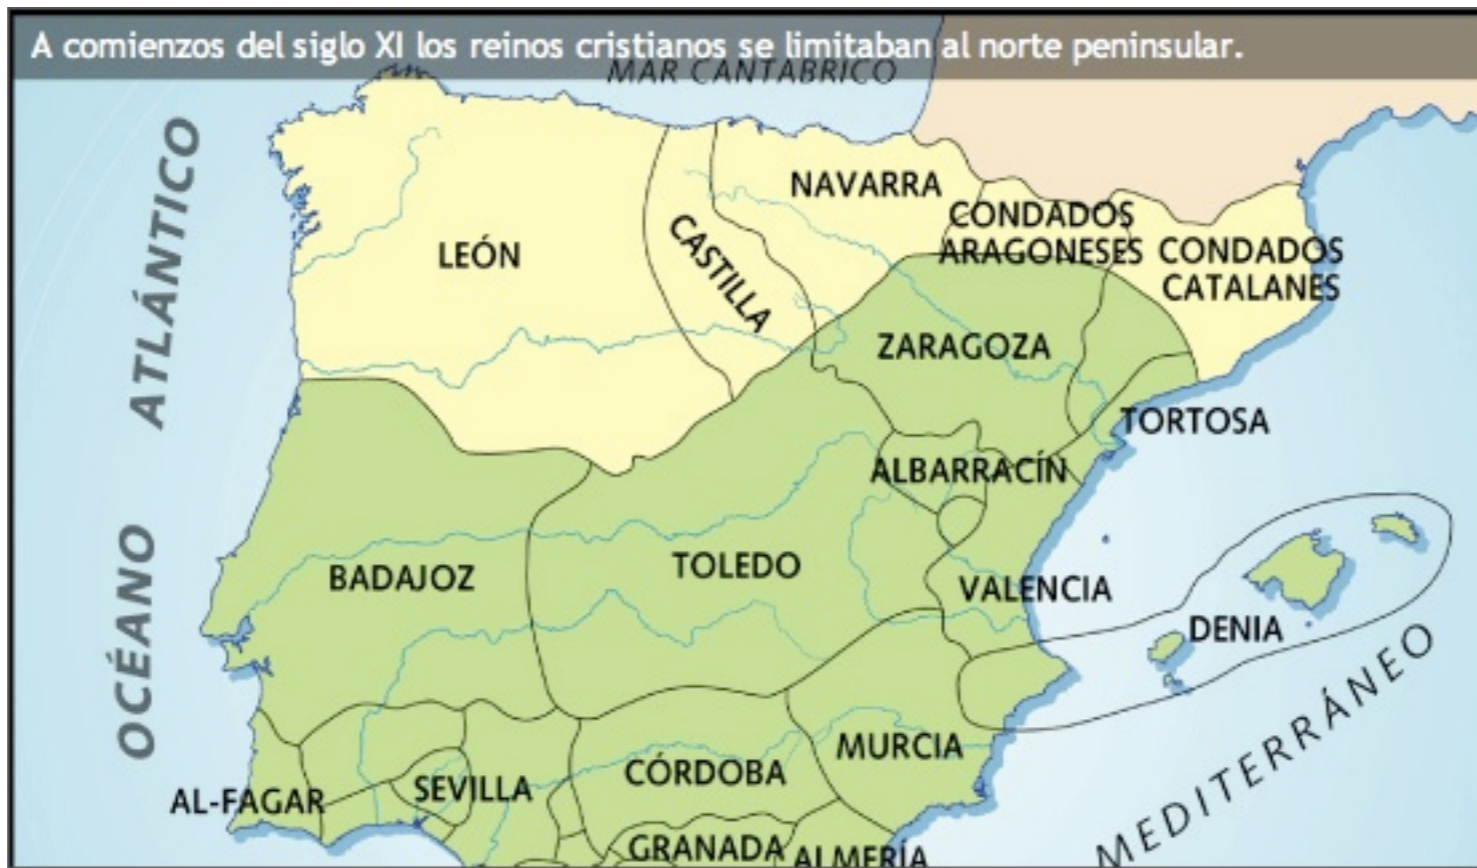 A comienzos del siglo XI los reinos cristianos se limitaban al norte peninsular.
MAR CANTÁBRICO
OCÉANO ATLÁNTICO
LEÓN
CASTILLA
NAVARRA
CONDADOS
ARAGONESES
CONDADOS
CATALANES
ZARAGOZA
TORTOSA
ALBARRACÍN
BADAJOZ
TOLEDO
VALENCIA
DENIA
MEDITERRÁNEO
MURCIA
CÓRDOBA
SEVILLA
AL-FAGAR
GRANADA
ALMERÍA